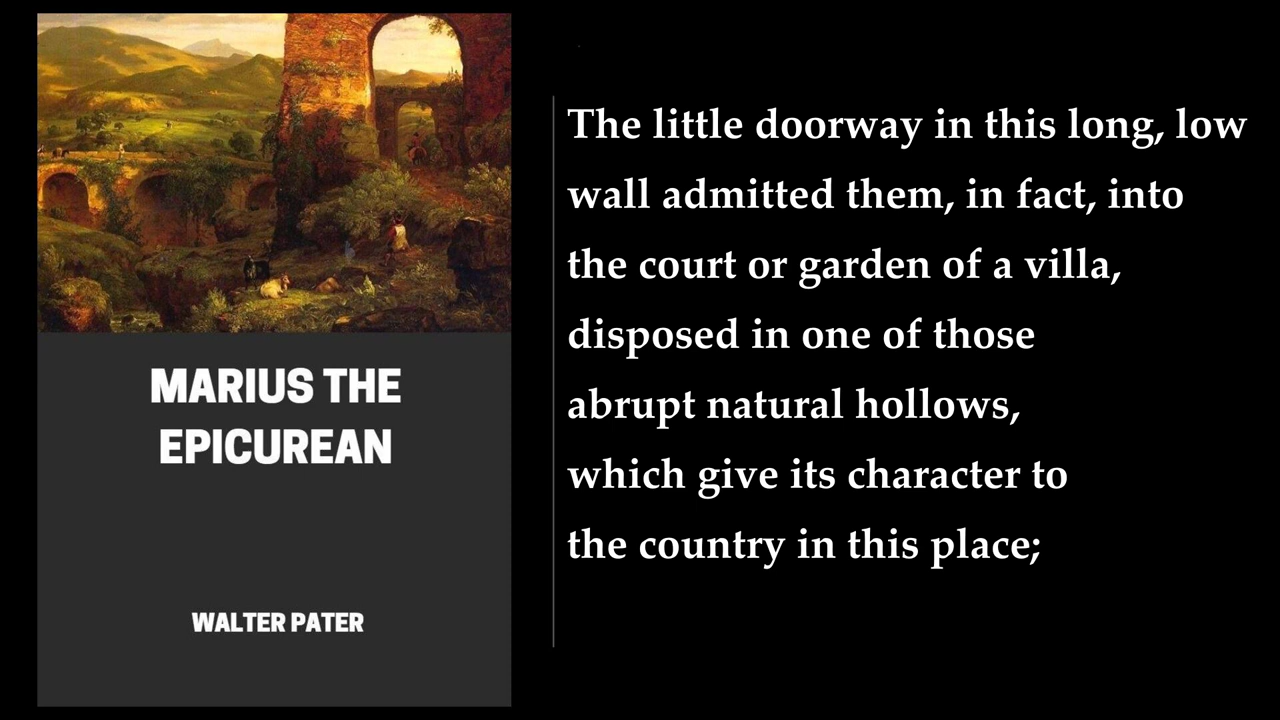 MARIUS THE
EPICUREAN
WALTER PATER
The little doorway in this long, low
wall admitted them, in fact, into
the court or garden of a villa,
disposed in one of those
abrupt natural hollows,
which give its character to
the country in this place;